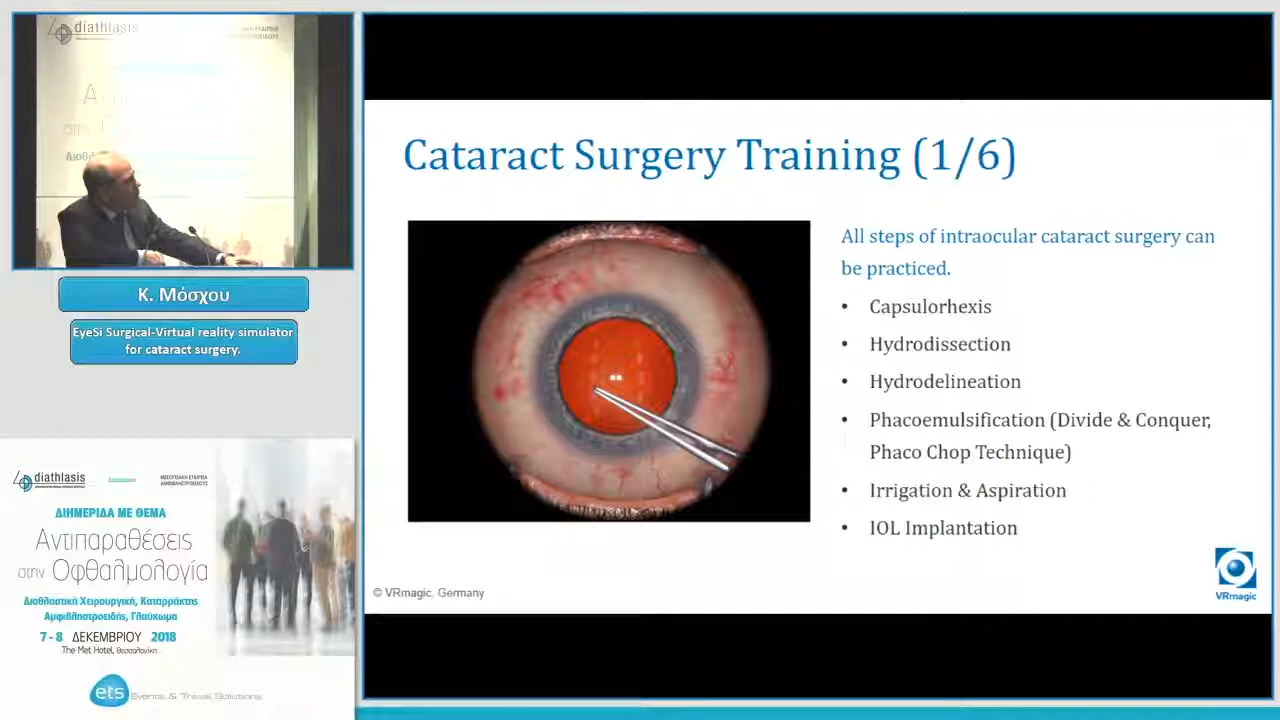 diathlasis
Κ. Μόσχου
EyeSi Surgical-Virtual reality simulator
for cataract surgery.
diathlasis
ΔΙΗΜΕΡΙΔΑ ΜΕ ΘΕΜΑ
Αντιπαραθέσεις
στην Οφθαλμολογία
Διαθλαστική Χειρουργική, Καταρράκτης
Αμφιβληστροειδής, Γλαύκωμα
7-8 ΔΕΚΕΜΒΡΙΟΥ 2018
The Met Hotel, Θεσσαλονίκη
ets Events & Travel Solutions
Cataract Surgery Training (1/6)
All steps of intraocular cataract surgery can
be practiced.
• Capsulorhexis
• Hydrodissection
• Hydrodelineation
• Phacoemulsification (Divide & Conquer,
Phaco Chop Technique)
• Irrigation & Aspiration
• IOL Implantation
© VRmagic, Germany
VRmagic